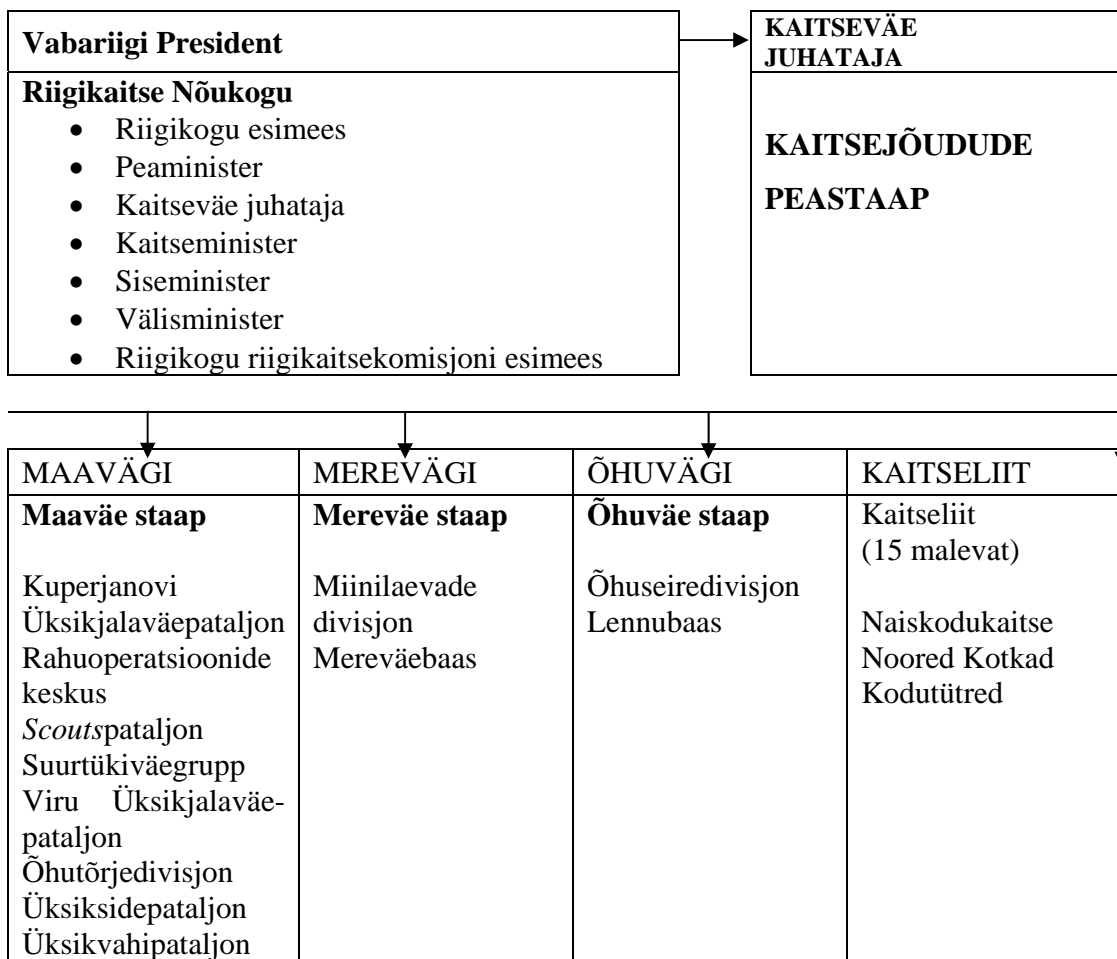 Vabariigi President
Riigikaitse Nõukogu
• Riigikogu esimees
• Peaminister
• Kaitseväe juhataja
• Kaitseminister
• Siseminister
• Välisminister
• Riigikogu riigikaitsekomisjoni esimees
KAITSEVÄE
JUHATAJA
KAITSEJÕUDUDE
PEASTAAP
MAAVÄGI
Maaväe staap
Kuperjanovi
Üksikjalaväepataljon
Rahuoperatsioonide
keskus
Scoutspataljon
Suurtükiväegrupp
Viru Üksikjalaväe-
pataljon
Õhutõrjedivisjon
Üksiksidepataljon
Üksikvahipataljon
MEREVÄGI
Mereväe staap
Miinilaevade
divisjon
Mereväebaas
ÕHUVÄGI
Õhuväe staap
Õhuseiredivisjon
Lennubaas
KAITSELIIT
Kaitseliit
(15 malevat)
Naiskodukaitse
Noored Kotkad
Kodutütred